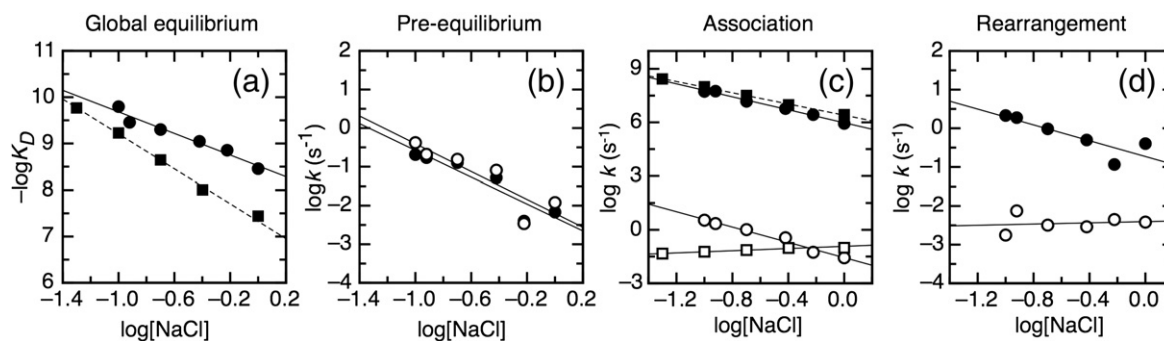 Global equilibrium
Pre-equilibrium
Association
Rearrangement
(a)
11
10
9
8
7
6
−logK_D
−1.4 −1.0 −0.6 −0.2 0.2
log[NaCl]
(b)
2
1
0
−1
−2
−3
−4
logk (s⁻¹)
−1.4 −1.0 −0.6 −0.2 0.2
log[NaCl]
(c)
9
6
3
0
−3
log k (s⁻¹)
−1.2 −0.8 −0.4 0.0
log[NaCl]
(d)
2
1
0
−1
−2
−3
−4
log k (s⁻¹)
−1.2 −0.8 −0.4 0.0
log[NaCl]